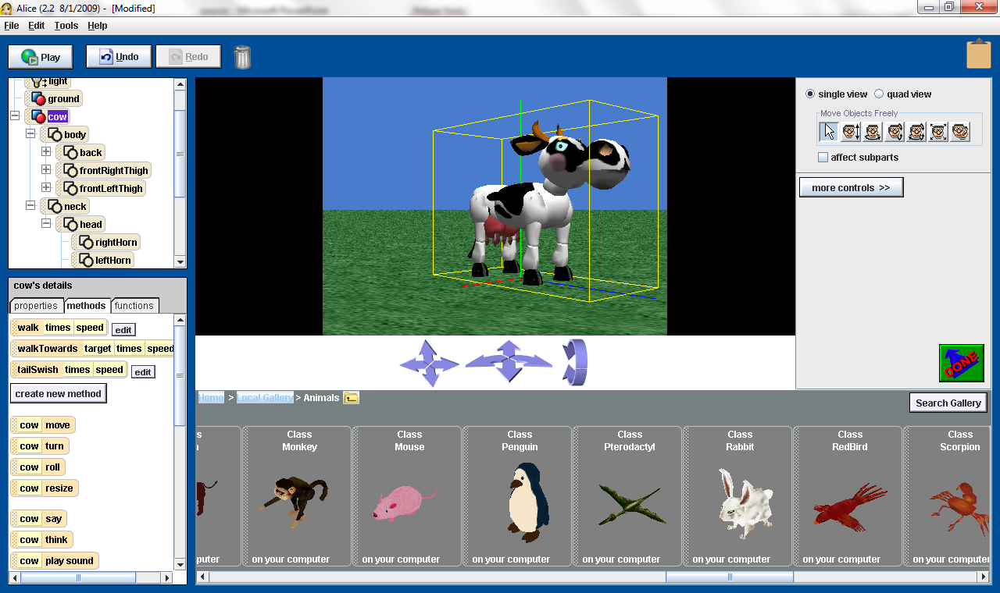 Alice (2.2  8/1/2009) -   [Modified]
File Edit Tools Help
Play Undo Redo
light
ground
cow
body
back
frontRightThigh
frontLeftThigh
neck
head
rightHorn
leftHorn
single view quad view
Move Objects Freely
affect subparts
more controls >>
DONE
cow's details
properties methods functions
walk times speed edit
walkTowards target times speed
tailSwish times speed edit
create new method
cow move
cow turn
cow roll
cow resize
cow say
cow think
cow play sound
Home > Local Gallery > Animals
Search Gallery
Class
Monkey
on your computer
Class
Mouse
on your computer
Class
Penguin
on your computer
Class
Pterodactyl
on your computer
Class
Rabbit
on your computer
Class
RedBird
on your computer
Class
Scorpion
on your compute